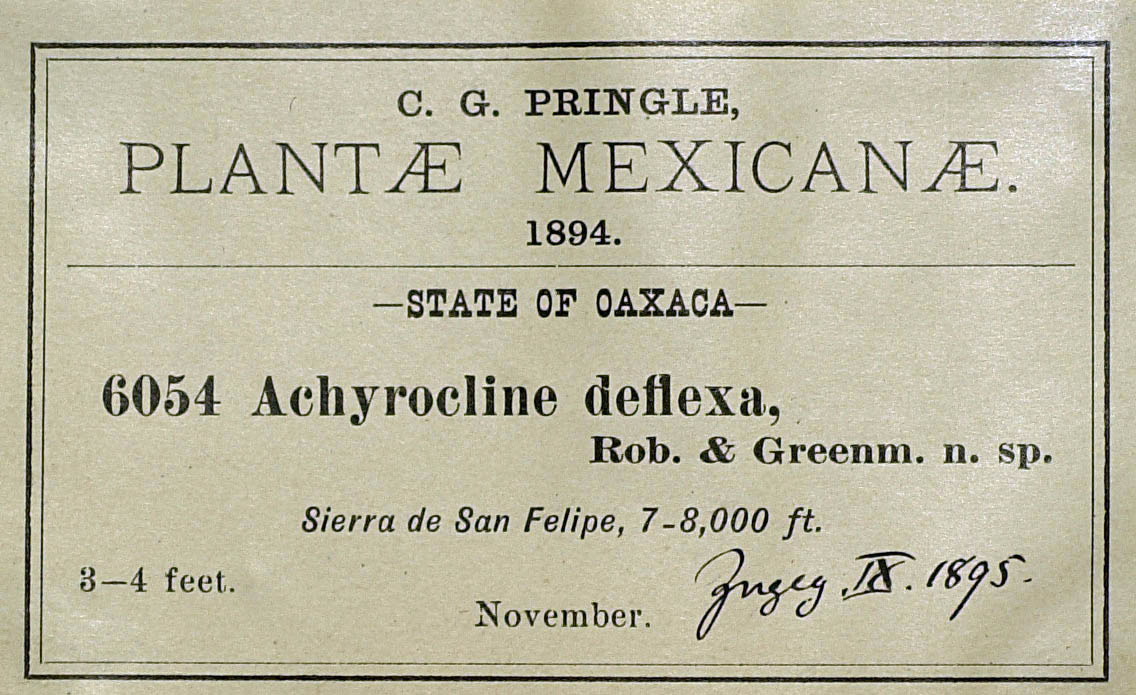 C. G. PRINGLE,
PLANTÆ MEXICANÆ.
1894.
—STATE OF OAXACA—
6054 Achyrocline deflexa,
Rob. & Greenm. n. sp.
Sierra de San Felipe, 7-8,000 ft.
3—4 feet.
November.
IX. 1895.